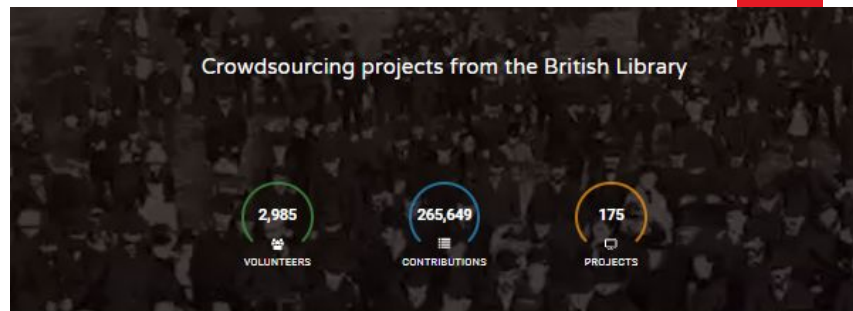 Crowdsourcing projects from the British Library
2,985 265,649 175
VOLUNTEERS CONTRIBUTIONS PROJECTS